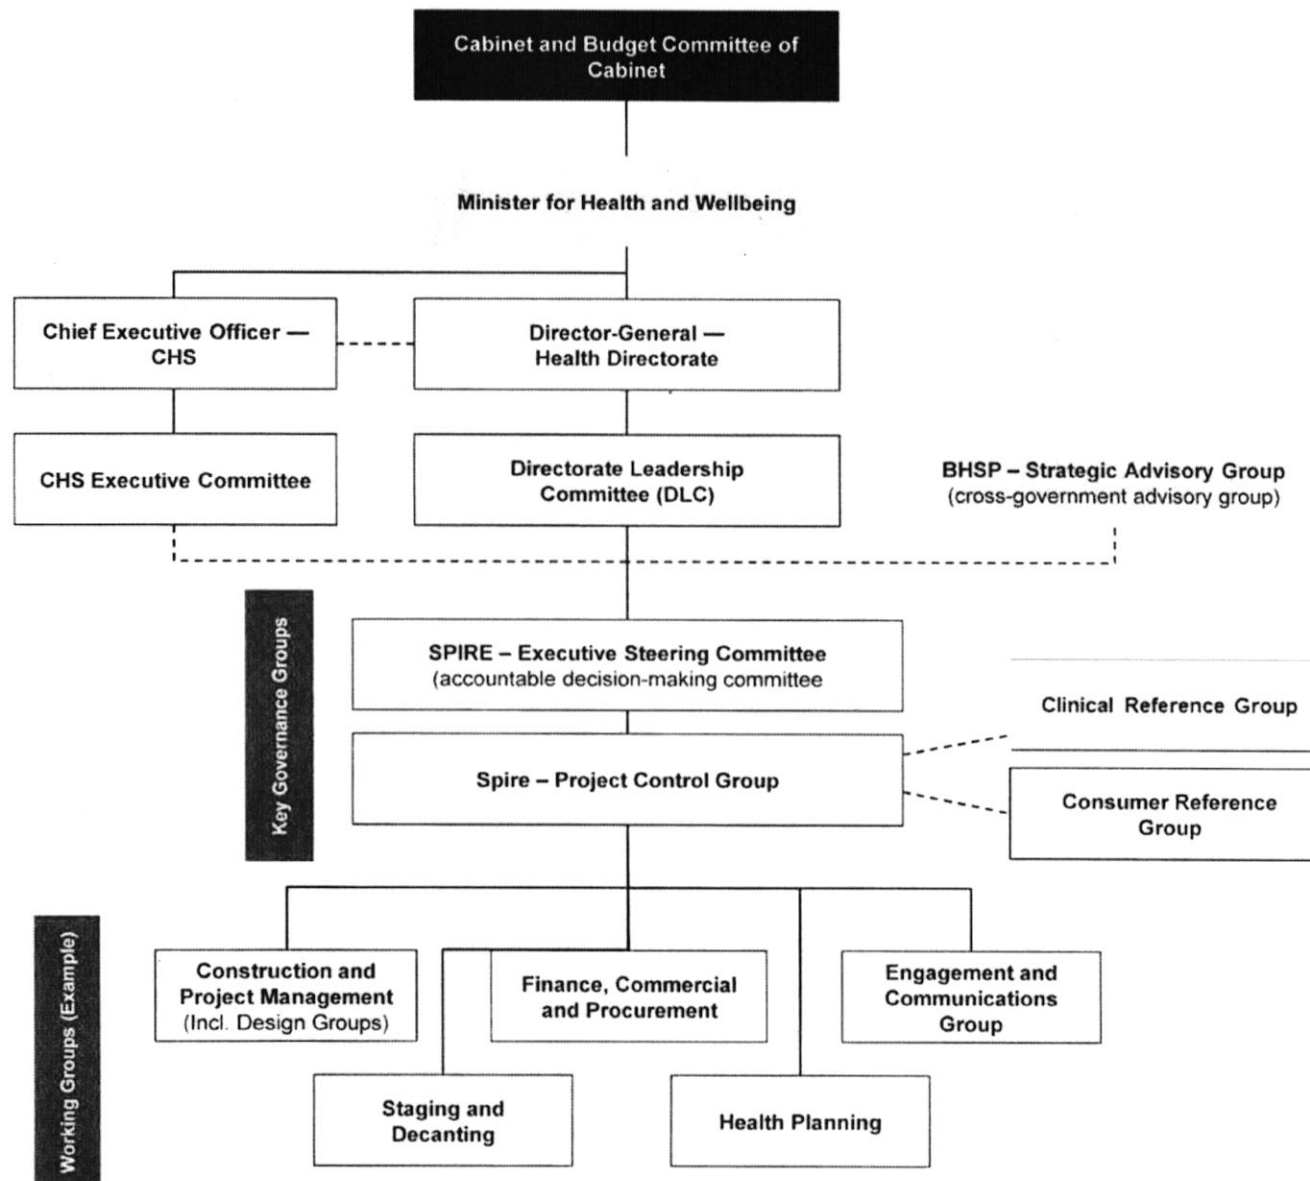 Cabinet and Budget Committee of
Cabinet
Minister for Health and Wellbeing
Chief Executive Officer —
CHS
Director-General —
Health Directorate
CHS Executive Committee
Directorate Leadership
Committee (DLC)
BHSP – Strategic Advisory Group
(cross-government advisory group)
Key Governance Groups
SPIRE – Executive Steering Committee
(accountable decision-making committee
Clinical Reference Group
Spire – Project Control Group
Consumer Reference
Group
Working Groups (Example)
Construction and
Project Management
(Incl. Design Groups)
Finance, Commercial
and Procurement
Engagement and
Communications
Group
Staging and
Decanting
Health Planning